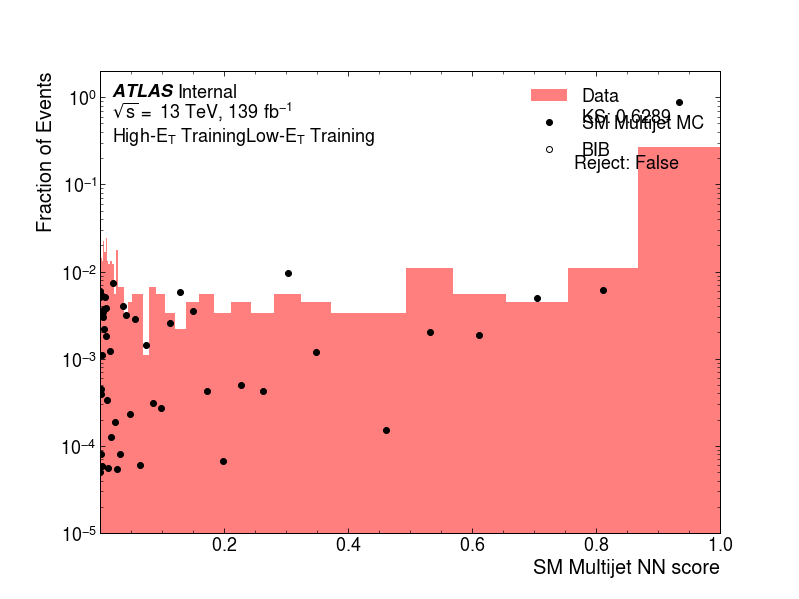 ATLAS Internal
√s = 13 TeV, 139 fb⁻¹
High-E_T TrainingLow-E_T Training
Data
KS: 0.6289
SM Multijet MC
BIB
Reject: False
Fraction of Events
10⁰
10⁻¹
10⁻²
10⁻³
10⁻⁴
10⁻⁵
0.2 0.4 0.6 0.8 1.0
SM Multijet NN score